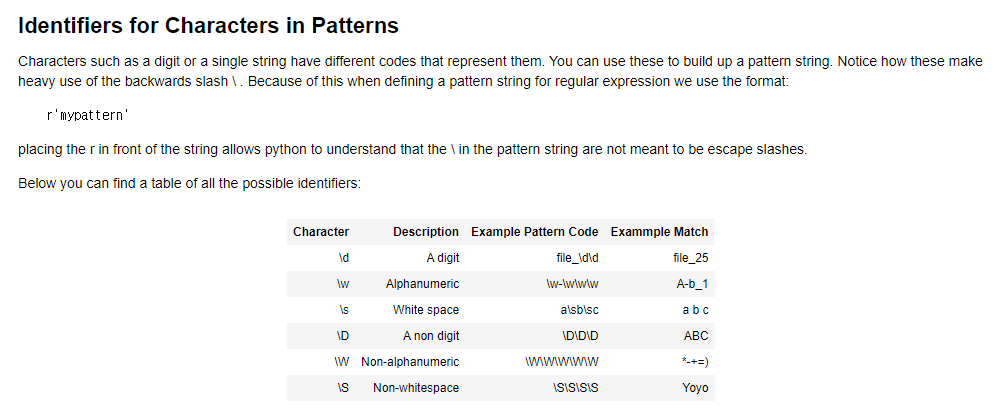 Identifiers for Characters in Patterns
Characters such as a digit or a single string have different codes that represent them. You can use these to build up a pattern string. Notice how these make
heavy use of the backwards slash \ . Because of this when defining a pattern string for regular expression we use the format:
r'mypattern'
placing the r in front of the string allows python to understand that the \ in the pattern string are not meant to be escape slashes.
Below you can find a table of all the possible identifiers:
Character Description Example Pattern Code Exammple Match
\d A digit file_\d\d file_25
\w Alphanumeric \w-\w\w\w A-b_1
\s White space a\sb\sc a b c
\D A non digit \D\D\D ABC
\W Non-alphanumeric \W\W\W\W\W *-+=)
\S Non-whitespace \S\S\S\S Yoyo